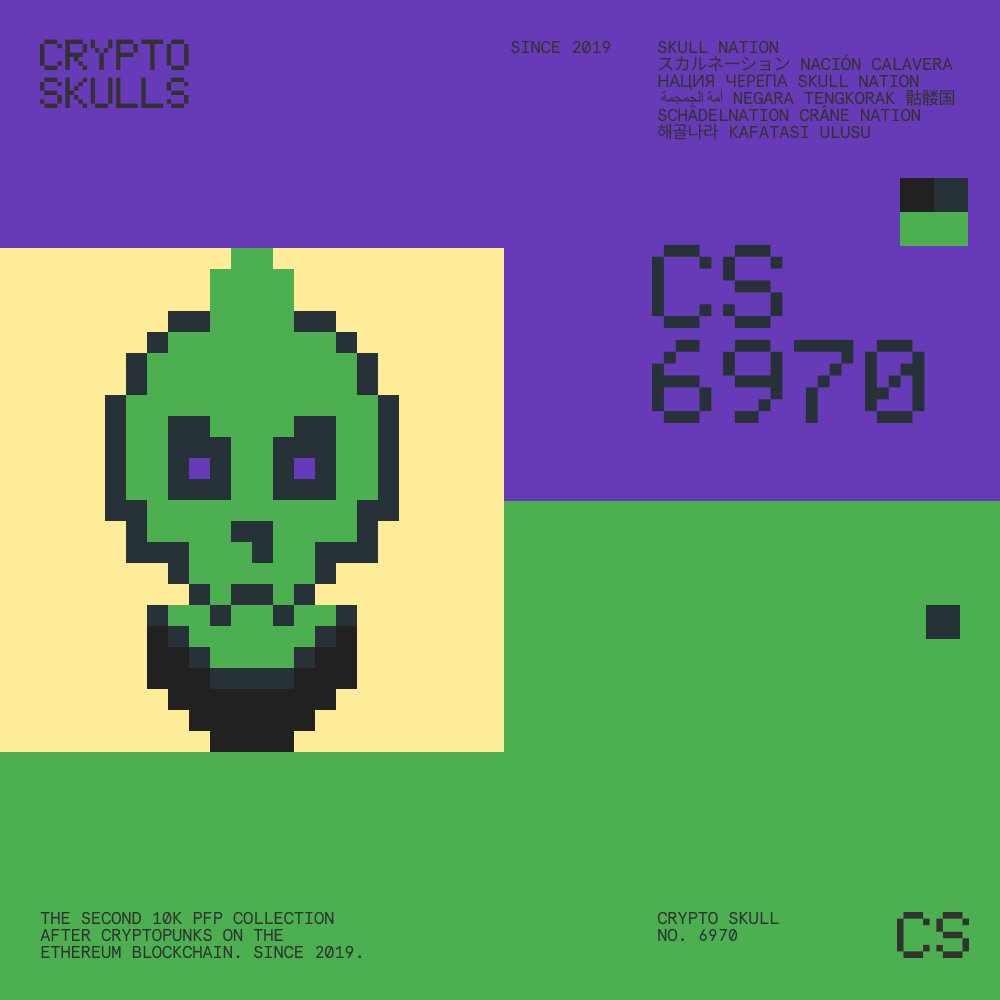 CRYPTO
SKULLS
SINCE 2019
SKULL NATION
スカルネーション NACIÓN CALAVERA
НАЦИЯ ЧЕРЕПА SKULL NATION
أمة الجمجمة NEGARA TENGKORAK 骷髅国
SCHÄDELNATION CRÂNE NATION
해골나라 KAFATASI ULUSU
CS
6970
THE SECOND 10K PFP COLLECTION
AFTER CRYPTOPUNKS ON THE
ETHEREUM BLOCKCHAIN. SINCE 2019.
CRYPTO SKULL
NO. 6970
CS